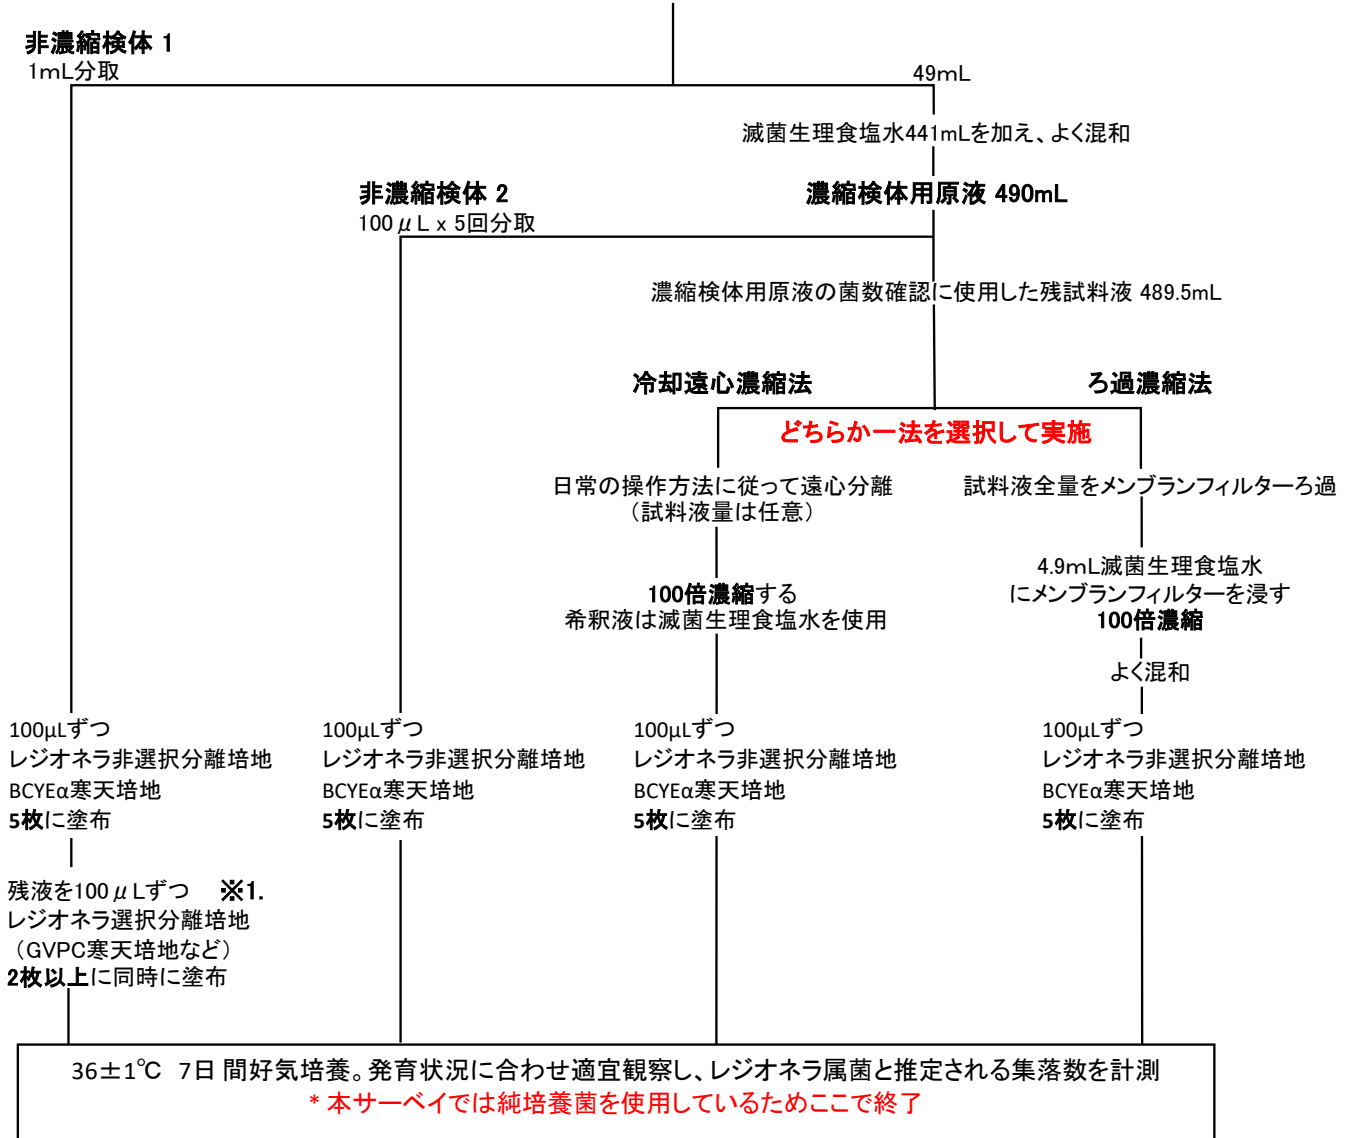 非濃縮検体 1
1mL分取
49mL
滅菌生理食塩水441mLを加え、よく混和
非濃縮検体 2
100μL x 5回分取
濃縮検体用原液 490mL
濃縮検体用原液の菌数確認に使用した残試料液 489.5mL
冷却遠心濃縮法
ろ過濃縮法
どちらか一法を選択して実施
日常の操作方法に従って遠心分離
（試料液量は任意）
100倍濃縮する
希釈液は滅菌生理食塩水を使用
試料液全量をメンブランフィルターろ過
4.9mL滅菌生理食塩水
にメンブランフィルターを浸す
100倍濃縮
よく混和
100μLずつ
レジオネラ非選択分離培地
BCYEα寒天培地
5枚に塗布
残液を100μLずつ ※1.
レジオネラ選択分離培地
（GVPC寒天培地など）
2枚以上に同時に塗布
100μLずつ
レジオネラ非選択分離培地
BCYEα寒天培地
5枚に塗布
100μLずつ
レジオネラ非選択分離培地
BCYEα寒天培地
5枚に塗布
100μLずつ
レジオネラ非選択分離培地
BCYEα寒天培地
5枚に塗布
36±1℃ 7日間好気培養。発育状況に合わせ適宜観察し、レジオネラ属菌と推定される集落数を計測
* 本サーベイでは純培養菌を使用しているためここで終了